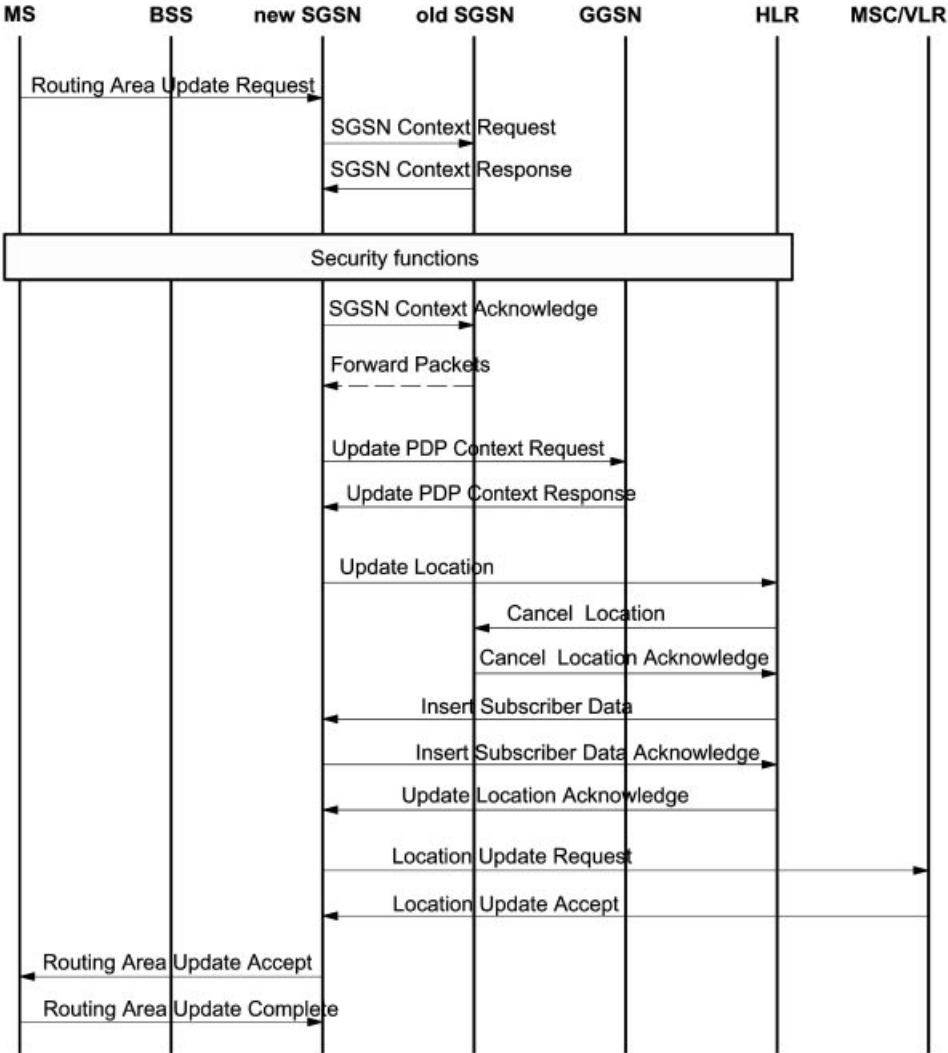 MS BSS new SGSN old SGSN GGSN HLR MSC/VLR
Routing Area Update Request
SGSN Context Request
SGSN Context Response
Security functions
SGSN Context Acknowledge
Forward Packets
Update PDP Context Request
Update PDP Context Response
Update Location
Cancel Location
Cancel Location Acknowledge
Insert Subscriber Data
Insert Subscriber Data Acknowledge
Update Location Acknowledge
Location Update Request
Location Update Accept
Routing Area Update Accept
Routing Area Update Complete